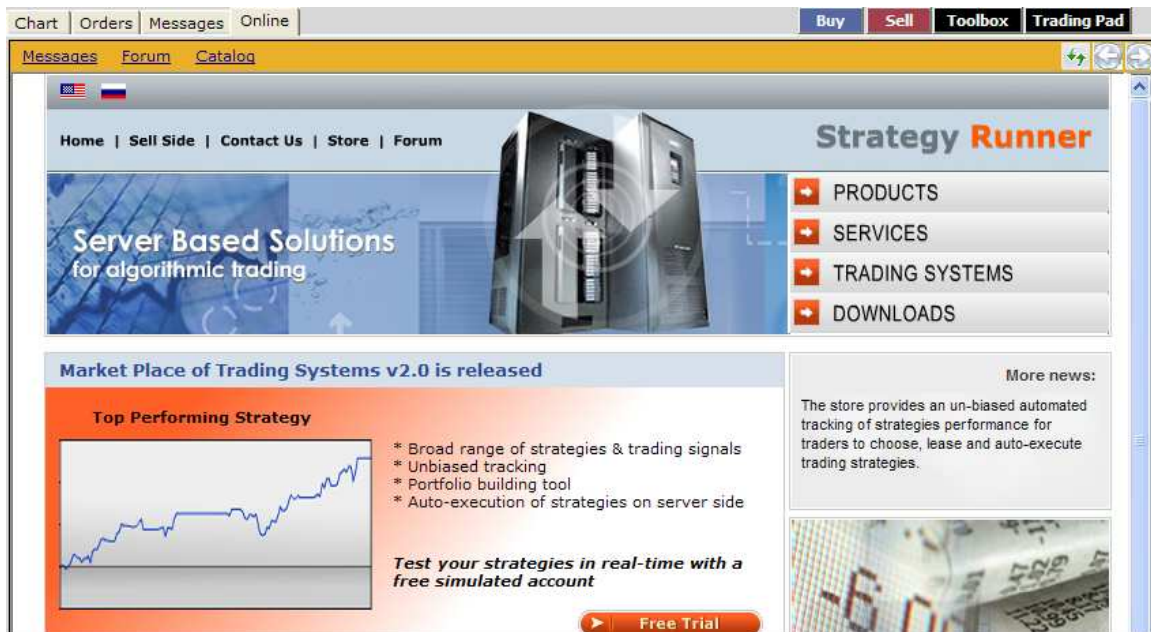 Chart Orders Messages Online
Buy Sell Toolbox Trading Pad
Messages Forum Catalog
Home | Sell Side | Contact Us | Store | Forum
Strategy Runner
Server Based Solutions
for algorithmic trading
PRODUCTS
SERVICES
TRADING SYSTEMS
DOWNLOADS
Market Place of Trading Systems v2.0 is released
Top Performing Strategy
* Broad range of strategies & trading signals
* Unbiased tracking
* Portfolio building tool
* Auto-execution of strategies on server side
Test your strategies in real-time with a
free simulated account
Free Trial
More news:
The store provides an un-biased automated
tracking of strategies performance for
traders to choose, lease and auto-execute
trading strategies.